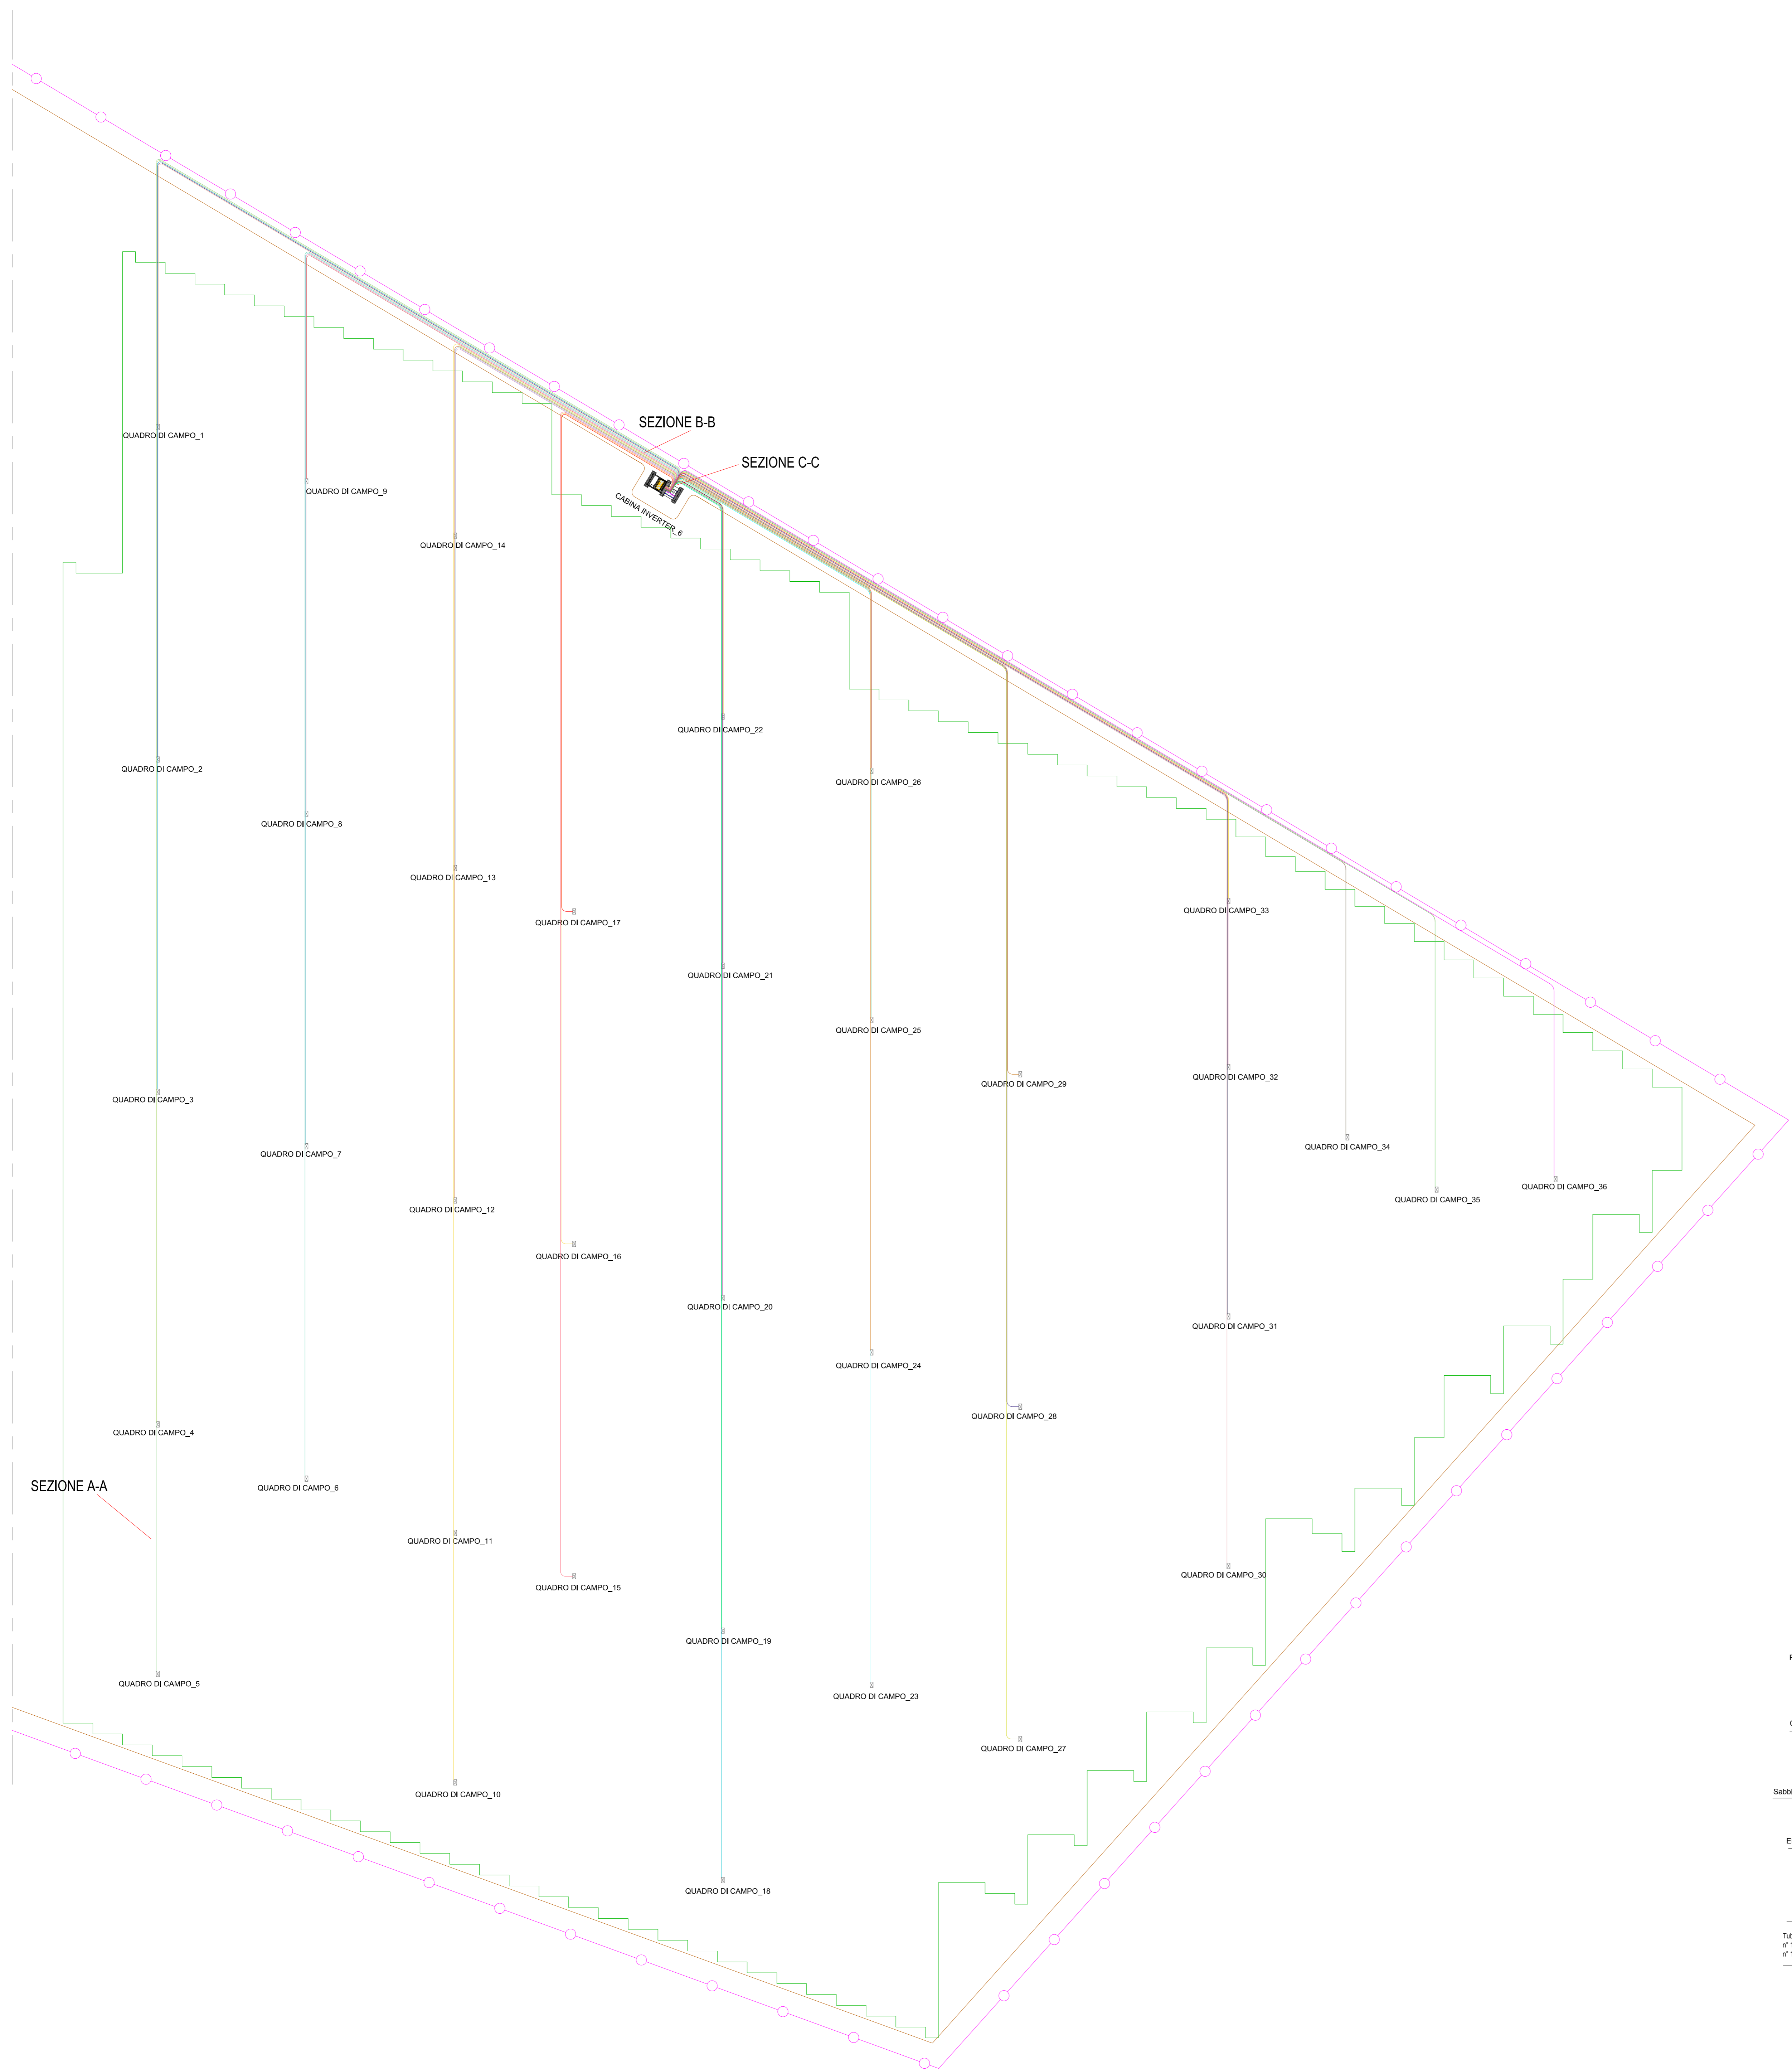 SEZIONE B-B
QUADRO DI CAMPO_1
SEZIONE C-C
QUADRO DI CAMPO_9
CABINA INVERTER_6
QUADRO DI CAMPO_14
QUADRO DI CAMPO_22
QUADRO DI CAMPO_2
QUADRO DI CAMPO_26
QUADRO DI CAMPO_8
QUADRO DI CAMPO_13
QUADRO DI CAMPO_33
QUADRO DI CAMPO_17
QUADRO DI CAMPO_21
QUADRO DI CAMPO_25
QUADRO DI CAMPO_32
QUADRO DI CAMPO_29
QUADRO DI CAMPO_3
QUADRO DI CAMPO_34
QUADRO DI CAMPO_7
QUADRO DI CAMPO_36
QUADRO DI CAMPO_35
QUADRO DI CAMPO_12
QUADRO DI CAMPO_16
QUADRO DI CAMPO_20
QUADRO DI CAMPO_31
QUADRO DI CAMPO_24
QUADRO DI CAMPO_28
QUADRO DI CAMPO_4
SEZIONE A-A
QUADRO DI CAMPO_6
QUADRO DI CAMPO_11
QUADRO DI CAMPO_30
QUADRO DI CAMPO_15
QUADRO DI CAMPO_19
QUADRO DI CAMPO_5
QUADRO DI CAMPO_23
QUADRO DI CAMPO_27
QUADRO DI CAMPO_10
QUADRO DI CAMPO_18